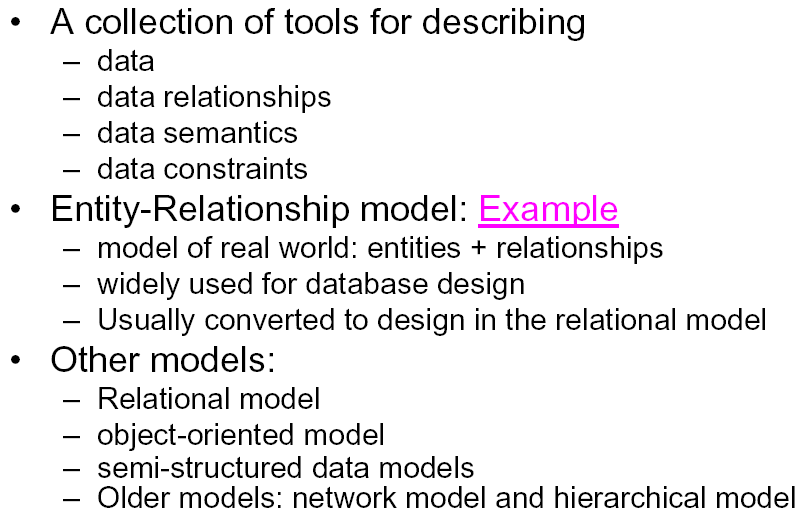 • A collection of tools for describing
– data
– data relationships
– data semantics
– data constraints
• Entity-Relationship model: Example
– model of real world: entities + relationships
– widely used for database design
– Usually converted to design in the relational model
• Other models:
– Relational model
– object-oriented model
– semi-structured data models
– Older models: network model and hierarchical model